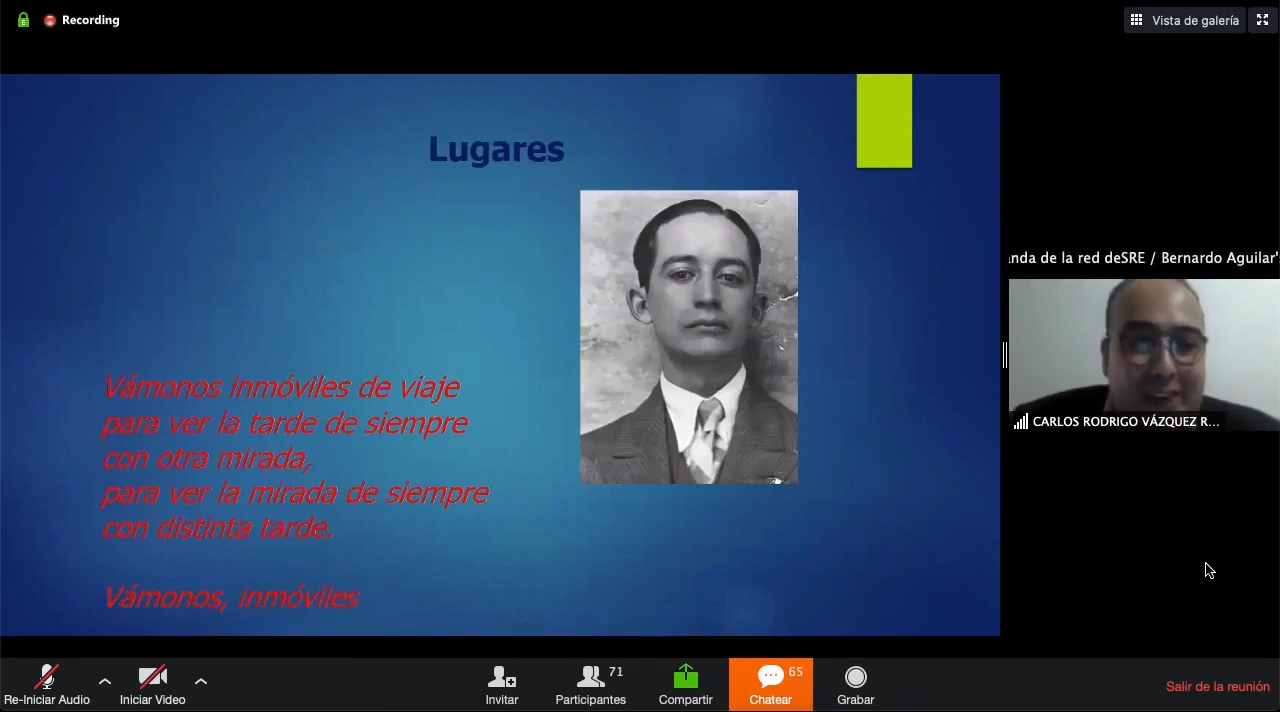 Recording
Vista de galería
Lugares
anda de la red deSRE / Bernardo Aguilar's
Vámonos inmóviles de viaje
para ver la tarde de siempre
con otra mirada,
para ver la mirada de siempre
con distinta tarde.
Vámonos, inmóviles
CARLOS RODRIGO VÁZQUEZ R...
Re-Iniciar Audio
Iniciar Video
Invitar
71
Participantes
Compartir
65
Chatear
Grabar
Salir de la reunión